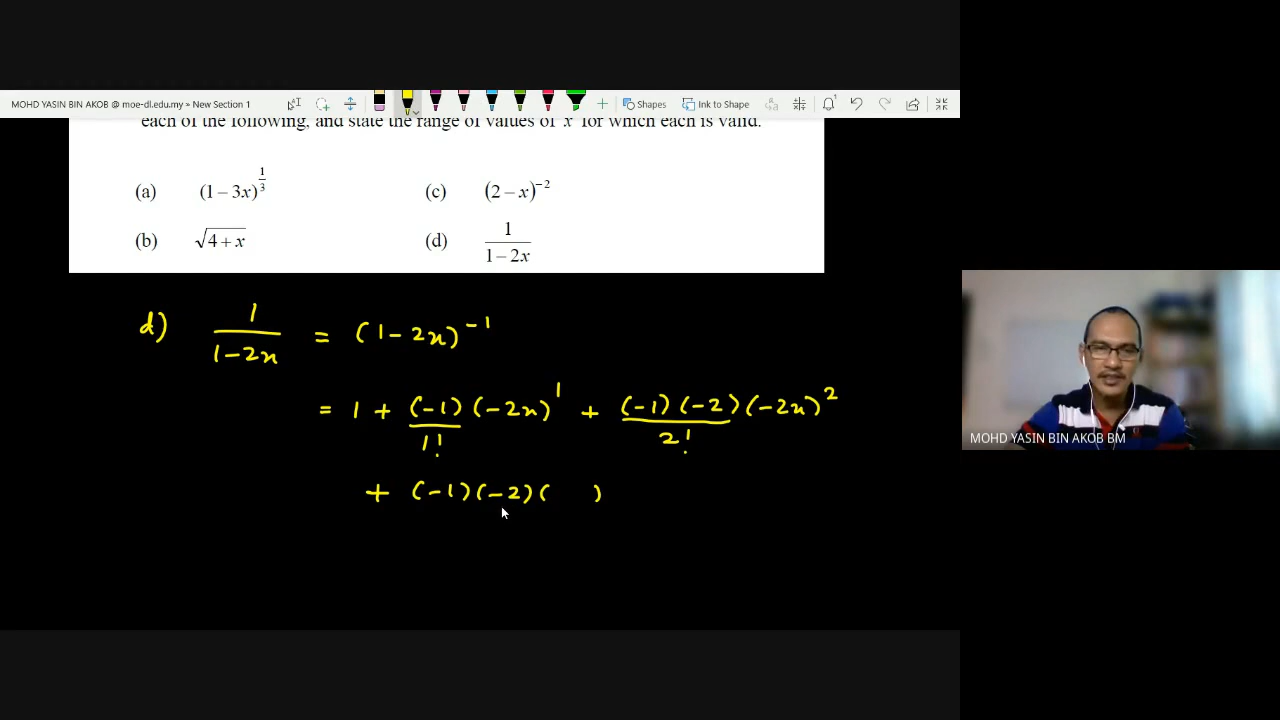 MOHD YASIN BIN AKOB @ moe-dl.edu.my » New Section 1
Shapes
Ink to Shape
each of the following, and state the range of values of x for which each is valid.
(a) (1 – 3x)^{1/3}
(c) (2 – x)^{–2}
(b) √(4 + x)
(d) 1/(1 – 2x)
d) 1/(1-2x) = (1-2x)^{-1}
= 1 + (-1)/1! (-2x)^1 + (-1)(-2)/2! (-2x)^2
+ (-1)(-2)( )
MOHD YASIN BIN AKOB BM